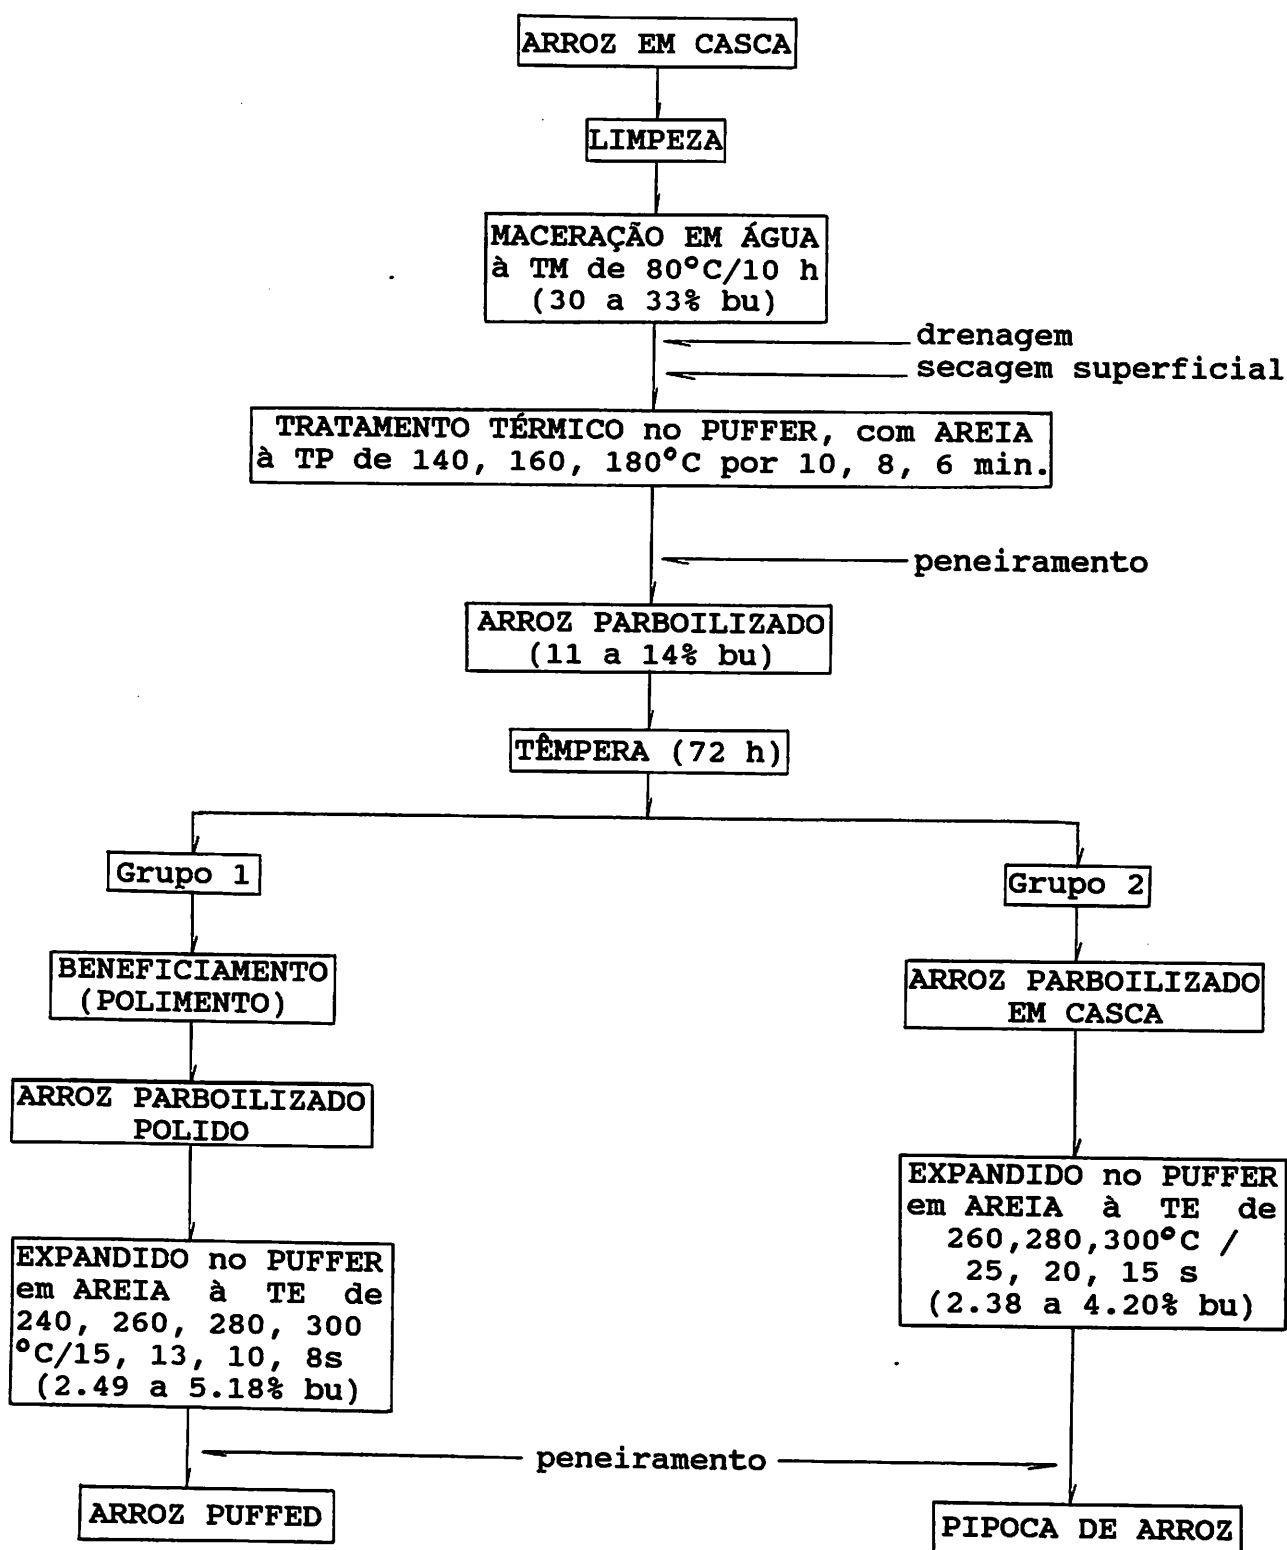 ARROZ EM CASCA
LIMPEZA
MACERAÇÃO EM ÁGUA
à TM de 80ºC/10 h
(30 a 33% bu)
drenagem
secagem superficial
TRATAMENTO TÉRMICO no PUFFER, com AREIA
à TP de 140, 160, 180ºC por 10, 8, 6 min.
peneiramento
ARROZ PARBOILIZADO
(11 a 14% bu)
TÊMPERA (72 h)
Grupo 1
BENEFICIAMENTO
(POLIMENTO)
ARROZ PARBOILIZADO
POLIDO
EXPANDIDO no PUFFER
em AREIA à TE de
240, 260, 280, 300
ºC/15, 13, 10, 8s
(2.49 a 5.18% bu)
Grupo 2
ARROZ PARBOILIZADO
EM CASCA
EXPANDIDO no PUFFER
em AREIA à TE de
260,280,300ºC /
25, 20, 15 s
(2.38 a 4.20% bu)
peneiramento
ARROZ PUFFED
PIPOCA DE ARROZ